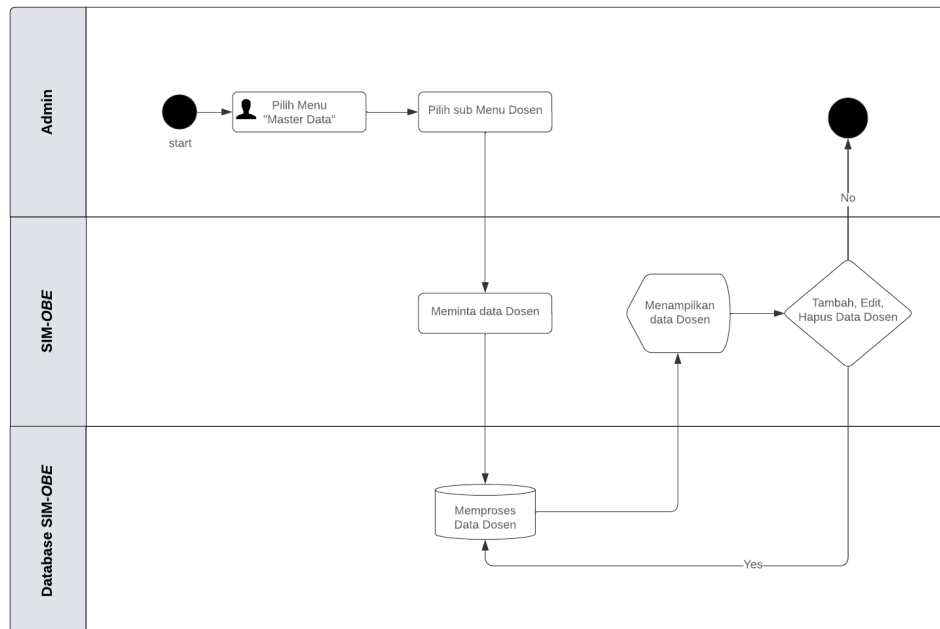 Admin
Pilih Menu
"Master Data"
Pilih sub Menu Dosen
start
No
SIM-OBE
Meminta data Dosen
Menampilkan
data Dosen
Tambah, Edit,
Hapus Data Dosen
Database SIM-OBE
Memproses
Data Dosen
Yes